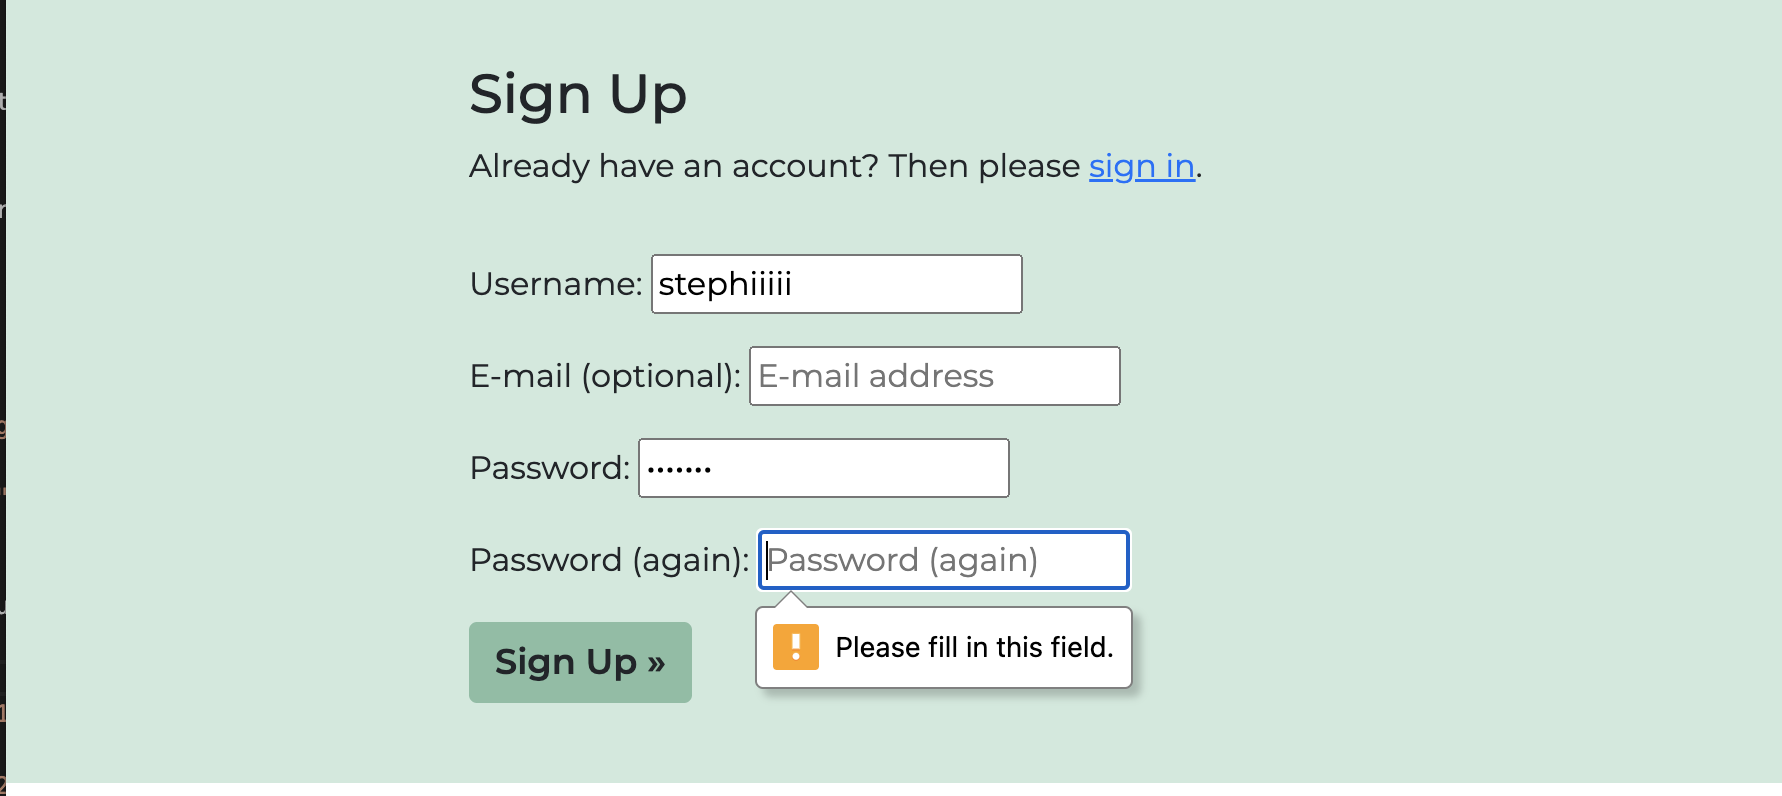 Sign Up
Already have an account? Then please sign in.
Username: stephiiiii
E-mail (optional): E-mail address
Password: •••••••
Password (again): Password (again)
Please fill in this field.
Sign Up »